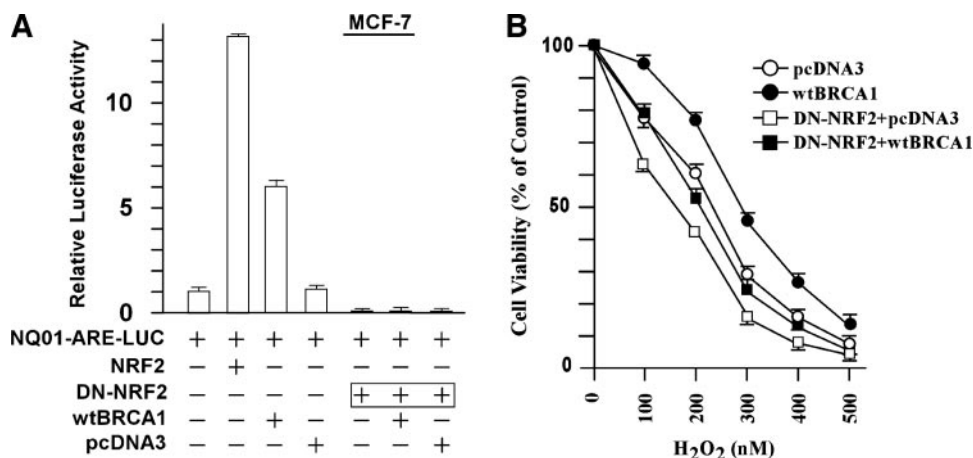 A
MCF-7
Relative Luciferase Activity
10
5
0
NQ01-ARE-LUC + + + + + + +
NRF2 − + − − − − −
DN-NRF2 − − − − + + +
wtBRCA1 − − + − − + −
pcDNA3 − − − + − − +
B
100
50
0
Cell Viability (% of Control)
pcDNA3
wtBRCA1
DN-NRF2+pcDNA3
DN-NRF2+wtBRCA1
0
100
200
300
400
500
H₂O₂ (nM)